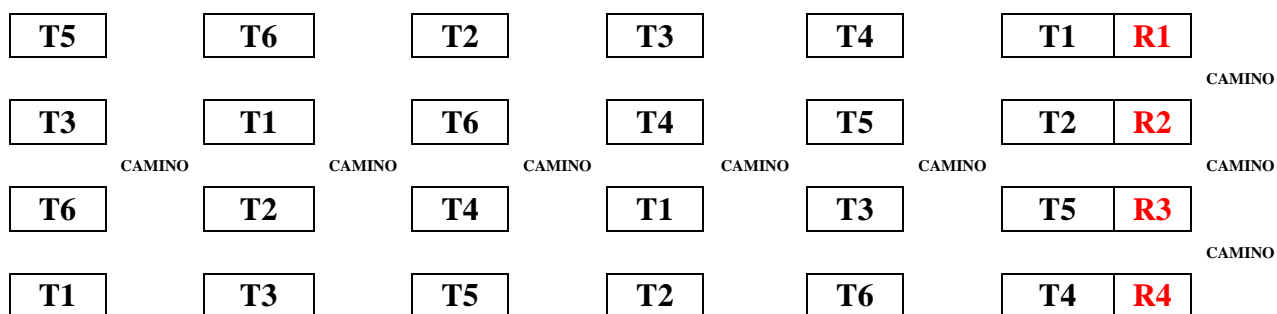 T5 T6 T2 T3 T4 T1 R1
CAMINO
T3 T1 T6 T4 T5 T2 R2
CAMINO CAMINO CAMINO CAMINO CAMINO CAMINO
T6 T2 T4 T1 T3 T5 R3
CAMINO
T1 T3 T5 T2 T6 T4 R4